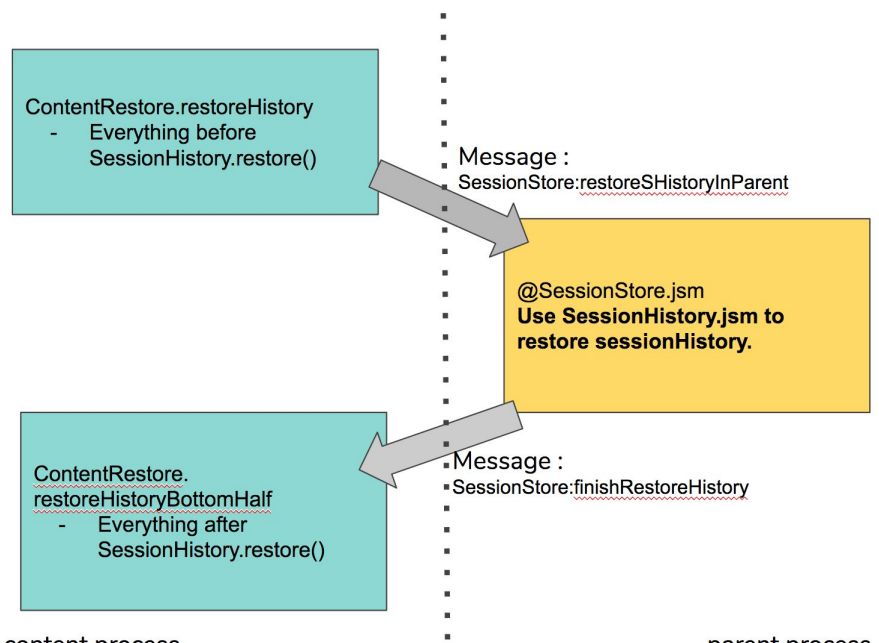 ContentRestore.restoreHistory
- Everything before
SessionHistory.restore()
Message :
SessionStore:restoreSHistoryInParent
@SessionStore.jsm
Use SessionHistory.jsm to
restore sessionHistory.
Message :
SessionStore:finishRestoreHistory
ContentRestore.
restoreHistoryBottomHalf
- Everything after
SessionHistory.restore()
content process
parent process